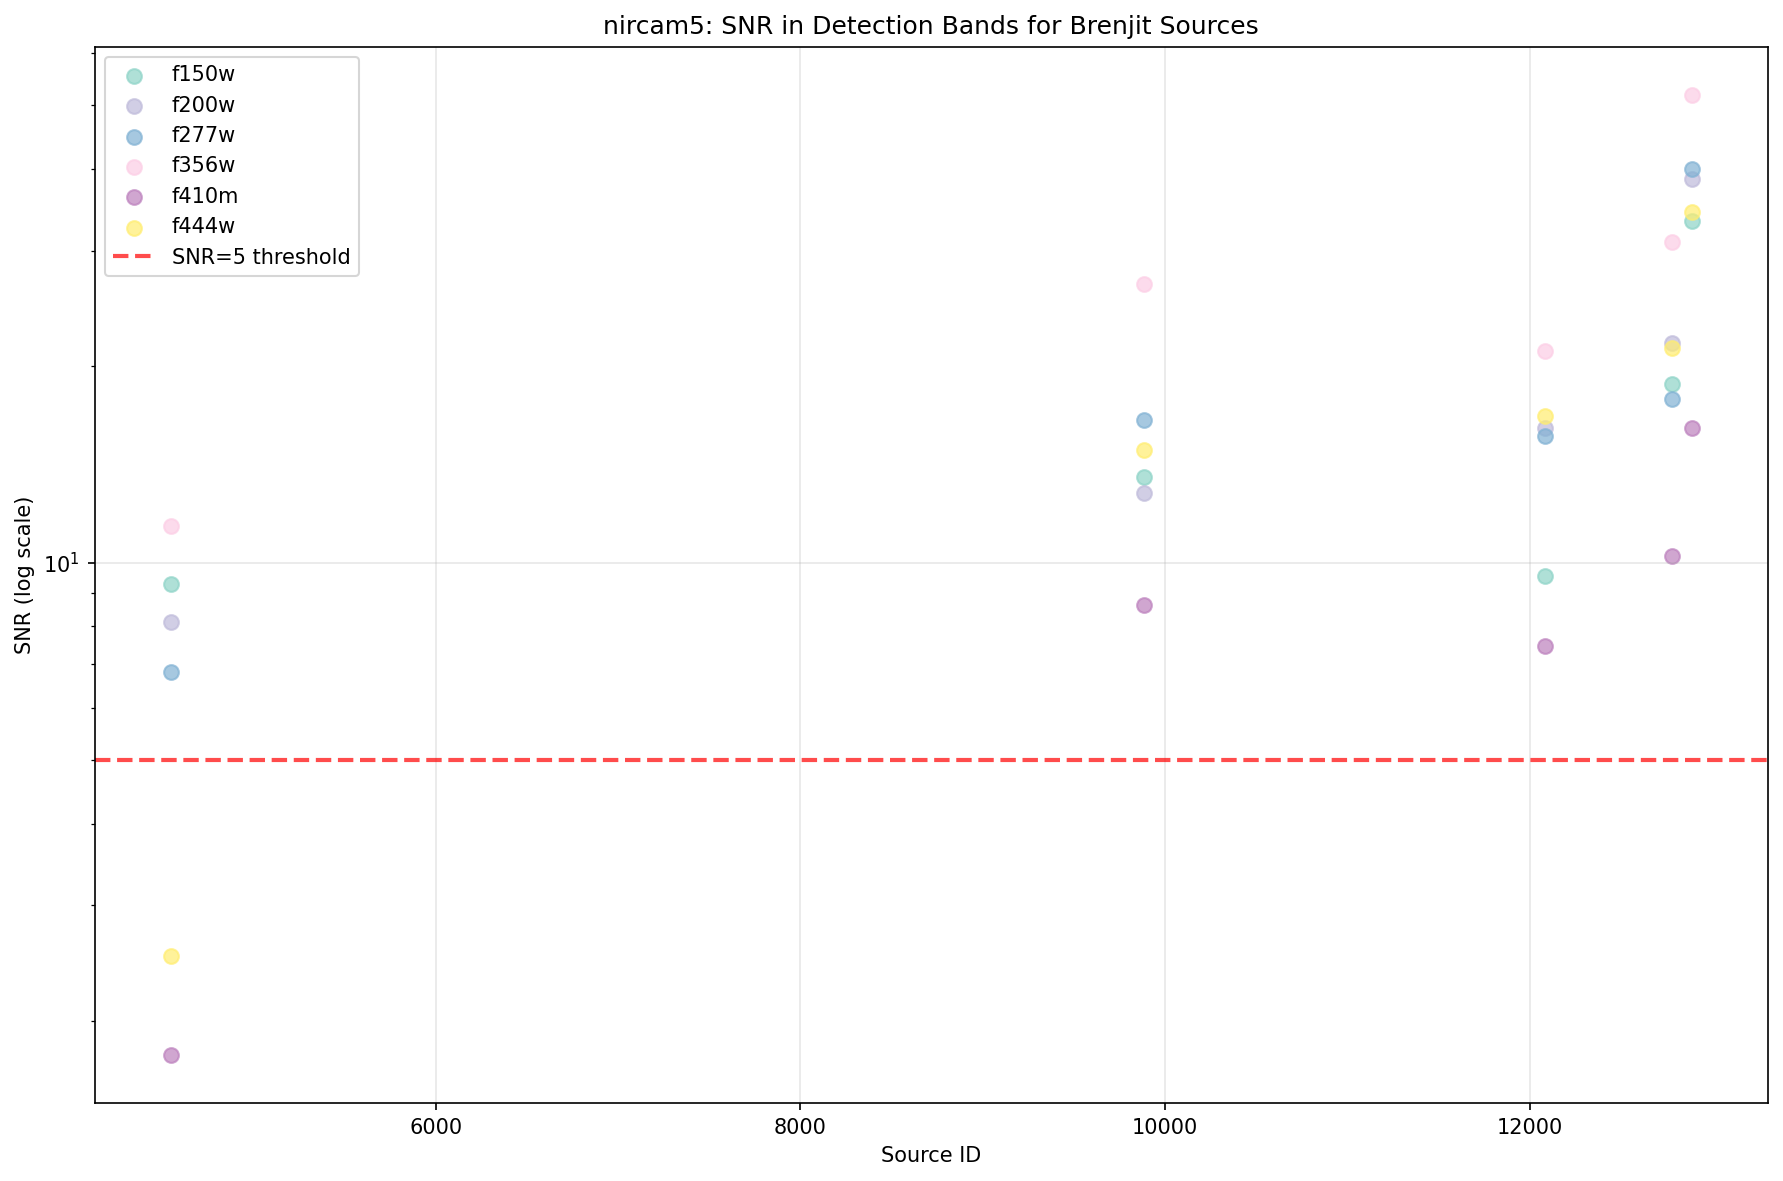 nircam5: SNR in Detection Bands for Brenjit Sources
f150w
f200w
f277w
f356w
f410m
f444w
SNR=5 threshold
SNR (log scale)
10¹
6000 8000 10000 12000
Source ID